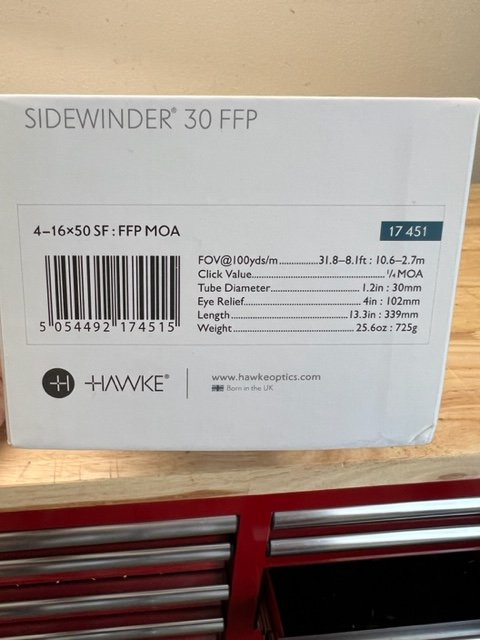 SIDEWINDER® 30 FFP
4–16×50 SF : FFP MOA
17 451
FOV@100yds/m..............31.8–8.1ft : 10.6–2.7m
Click Value................................................¼MOA
Tube Diameter................................1.2in : 30mm
Eye Relief.......................................4in : 102mm
Length........................................13.3in : 339mm
Weight........................................25.6oz : 725g
5 054492 174515
HAWKE®
www.hawkeoptics.com
Born in the UK